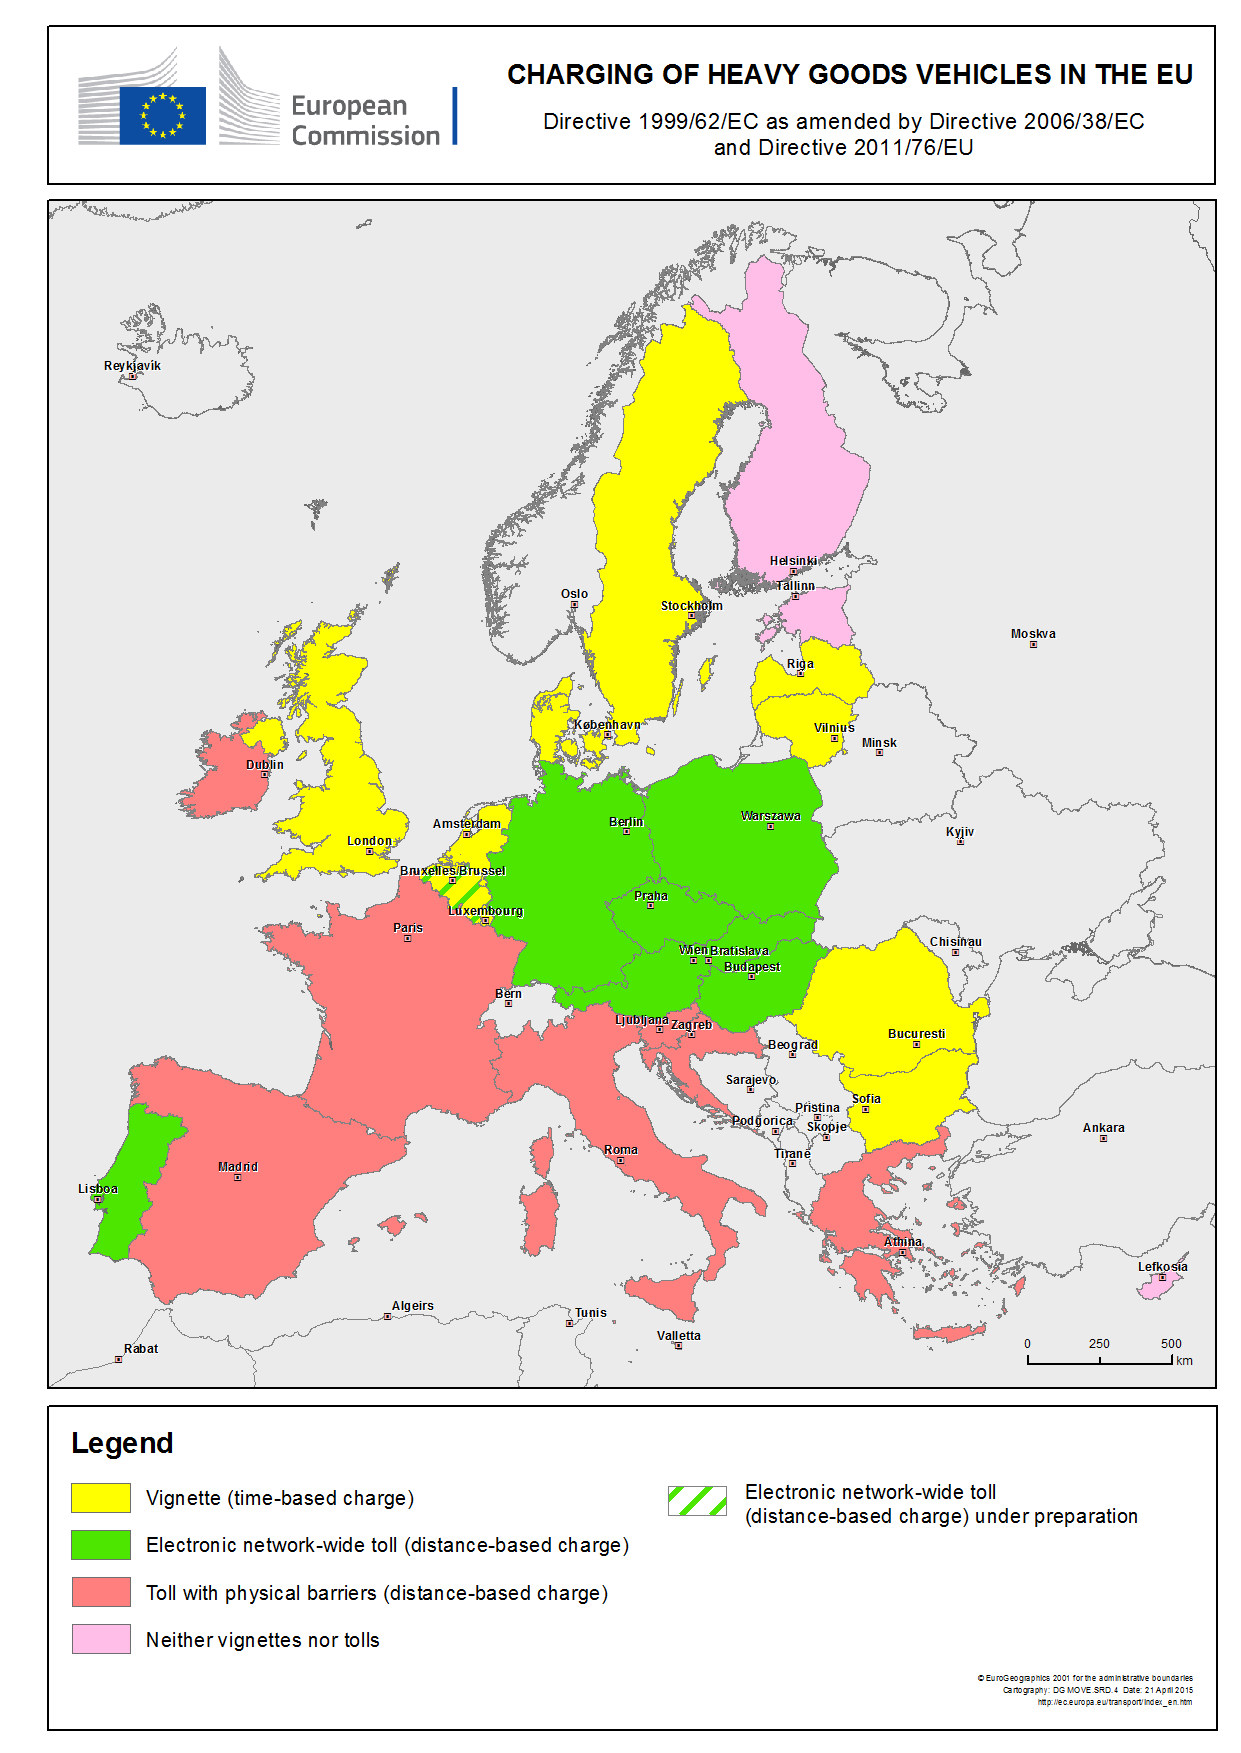 European
Commission
CHARGING OF HEAVY GOODS VEHICLES IN THE EU
Directive 1999/62/EC as amended by Directive 2006/38/EC
and Directive 2011/76/EU
Reykjavík
Helsinki
Tallinn
Oslo
Stockholm
Moskva
Riga
København
Vilnius
Minsk
Dublin
Amsterdam
Berlin
Warszawa
London
Kyjiv
Bruxelles/Brussel
Praha
Luxembourg
Paris
Chisinau
Wien
Bratislava
Budapest
Bern
Ljubljana
Zagreb
Bucuresti
Beograd
Sarajevo
Sofia
Pristina
Podgorica
Skopje
Ankara
Roma
Tirane
Madrid
Lisboa
Athina
Lefkosia
Algeirs
Tunis
Valletta
Rabat
0 250 500
km
Legend
Vignette (time-based charge)
Electronic network-wide toll (distance-based charge)
Toll with physical barriers (distance-based charge)
Neither vignettes nor tolls
Electronic network-wide toll
(distance-based charge) under preparation
© EuroGeographics 2001 for the administrative boundaries
Cartography: DG MOVE.SRD.4 Date: 21 April 2015
http://ec.europa.eu/transport/index_en.htm